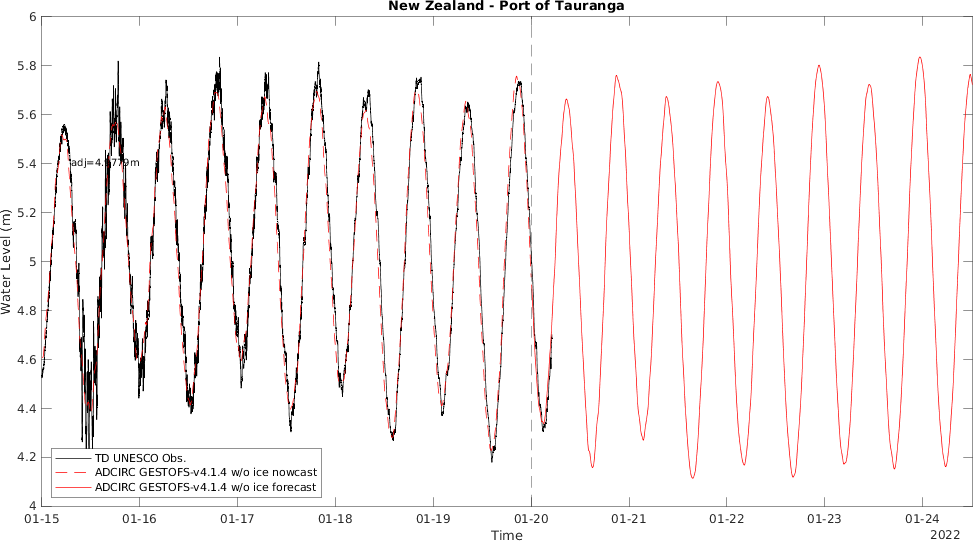 New Zealand - Port of Tauranga
6
5.8
5.6
5.4
5.2
5
4.8
4.6
4.4
4.2
4
Water Level (m)
TD UNESCO Obs.
ADCIRC GESTOFS-v4.1.4 w/o ice nowcast
ADCIRC GESTOFS-v4.1.4 w/o ice forecast
01-15 01-16 01-17 01-18 01-19 01-20 01-21 01-22 01-23 01-24
Time
2022